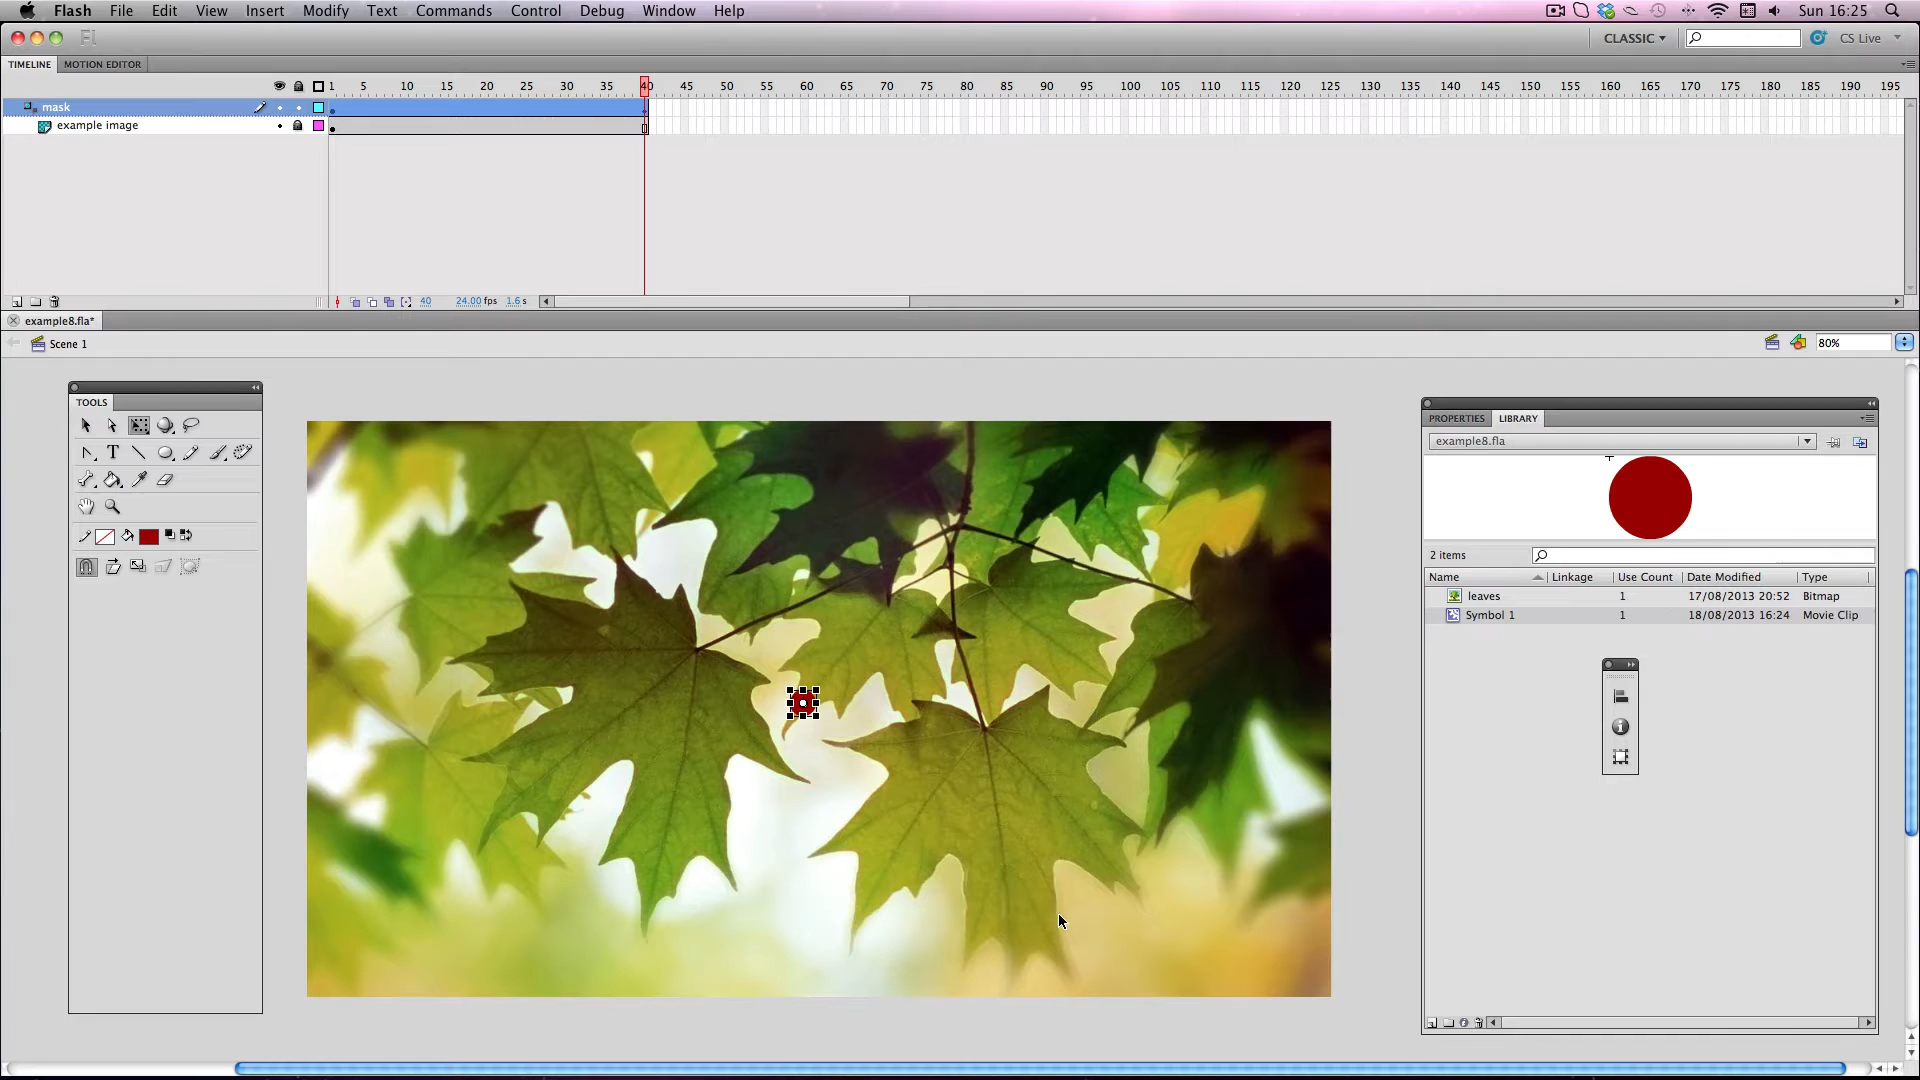 Flash File Edit View Insert Modify Text Commands Control Debug Window Help Sun 16:25
Fl CLASSIC CS Live
TIMELINE MOTION EDITOR
1 5 10 15 20 25 30 35 40 45 50 55 60 65 70 75 80 85 90 95 100 105 110 115 120 125 130 135 140 145 150 155 160 165 170 175 180 185 190 195
mask
example image
40 24.00 fps 1.6 s
example8.fla*
Scene 1 80%
TOOLS
T
PROPERTIES LIBRARY
example8.fla
2 items
Name Linkage Use Count Date Modified Type
leaves 1 17/08/2013 20:52 Bitmap
Symbol 1 1 18/08/2013 16:24 Movie Clip